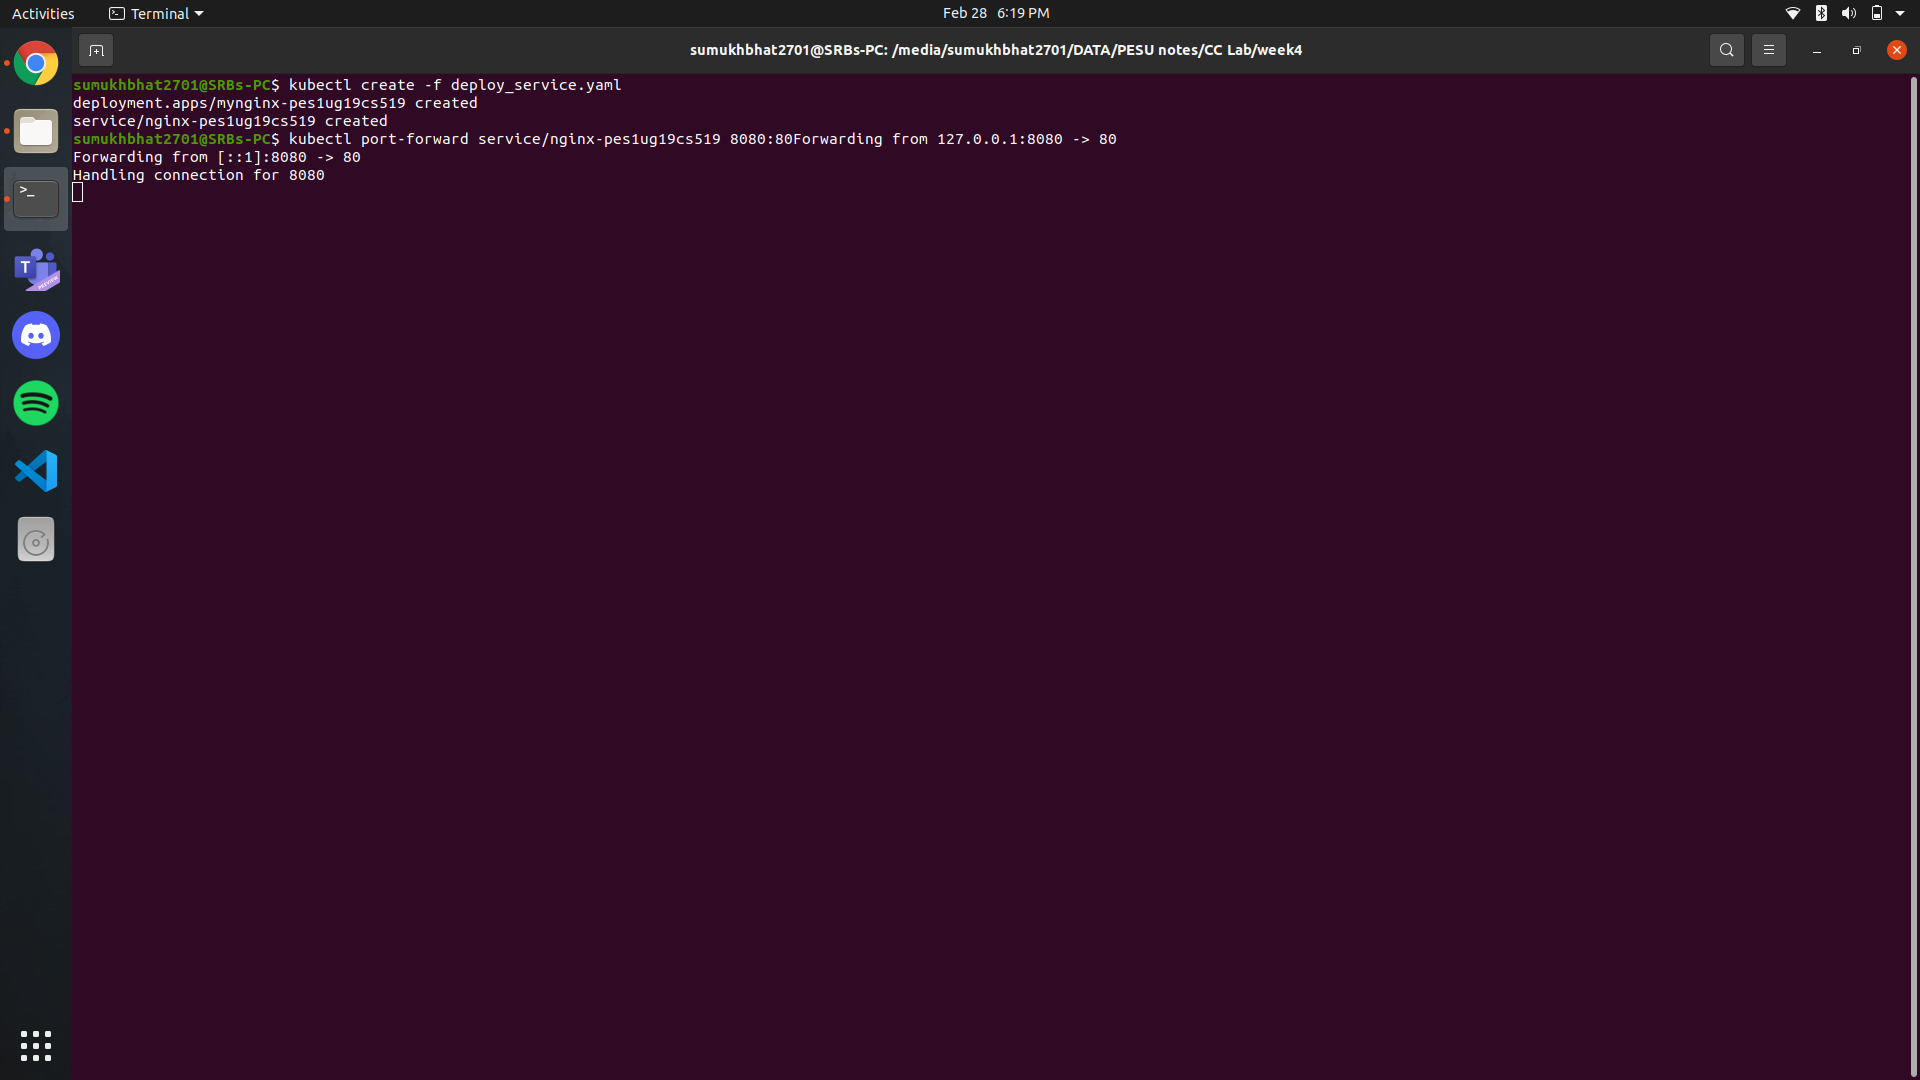 Activities
Terminal
Feb 28 6:19 PM
sumukhbhat2701@SRBs-PC: /media/sumukhbhat2701/DATA/PESU notes/CC Lab/week4
sumukhbhat2701@SRBs-PC$ kubectl create -f deploy_service.yaml
deployment.apps/mynginx-pes1ug19cs519 created
service/nginx-pes1ug19cs519 created
sumukhbhat2701@SRBs-PC$ kubectl port-forward service/nginx-pes1ug19cs519 8080:80Forwarding from 127.0.0.1:8080 -> 80
Forwarding from [::1]:8080 -> 80
Handling connection for 8080
>_
T
PREVIEW